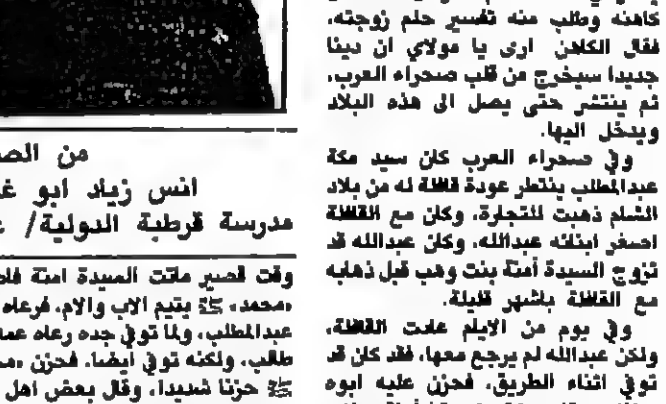 كاهنه وطلب منه تفسير حلم زوجته،
فقال الكاهن ارى يا مولاي ان دينا
جديدا سيخرج من قلب صحراء العرب،
ثم ينتشر حتى يصل الى هذه البلاد
ويدخل اليها.
وفي صحراء العرب كان سيد مكة
عبدالمطلب ينتظر عودة قافلة له من بلاد
الشام ذهبت للتجارة، وكان مع القافلة
اصغر ابنائه عبدالله، وكان عبدالله قد
تزوج السيدة آمنة بنت وهب قبل ذهابه
مع القافلة باشهر قليلة.
وفي يوم من الايام عادت القافلة،
ولكن عبدالله لم يرجع معها، فقد كان قد
توفي اثناء الطريق، فحزن عليه ابوه
من الص
انس زياد ابو غ
مدرسة قرطبة الدولية/ ع
وقت قصير ماتت السيدة امنة فاص
«محمد» ﷺ يتيم الاب والام، فرعاه
عبدالمطلب، ولما توفي جده رعاه عمه
طالب، ولكنه توفي ايضا. فحزن «مح
ﷺ حزنا شديدا، وقال بعض اهل